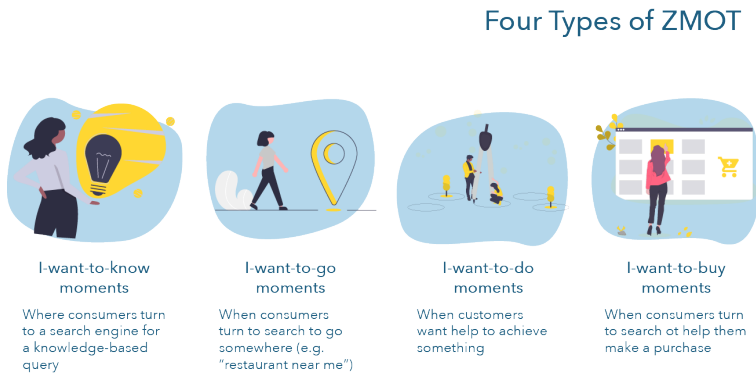 Four Types of ZMOT
I-want-to-know
moments
Where consumers turn
to a search engine for
a knowledge-based
query
I-want-to-go
moments
When consumers
turn to search to go
somewhere (e.g.
“restaurant near me”)
I-want-to-do
moments
When customers
want help to achieve
something
I-want-to-buy
moments
When consumers turn
to search ot help them
make a purchase